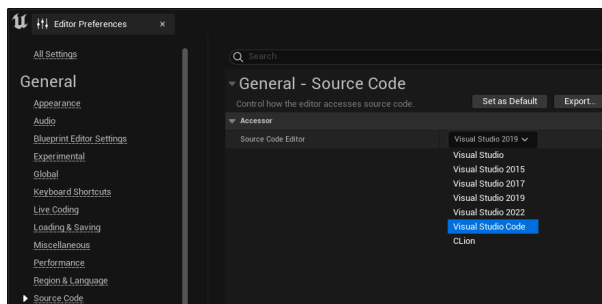 Editor Preferences
All Settings
General
Appearance
Audio
Blueprint Editor Settings
Experimental
Global
Keyboard Shortcuts
Live Coding
Loading & Saving
Miscellaneous
Performance
Region & Language
Source Code
Search
General - Source Code
Control how the editor accesses source code.
Set as Default
Export...
Accessor
Source Code Editor
Visual Studio 2019
Visual Studio
Visual Studio 2015
Visual Studio 2017
Visual Studio 2019
Visual Studio 2022
Visual Studio Code
CLion